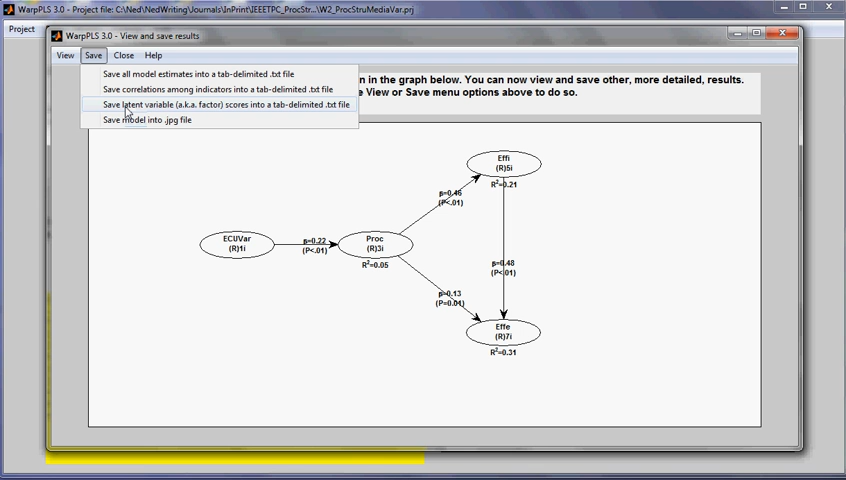 WarpPLS 3.0 - Project file: C:\Ned\Writing\Journals\InPrint\IEEETPC_ProcStr...\W2_ProcStruMediaVar.prj
Project
WarpPLS 3.0 - View and save results
View Save Close Help
Save all model estimates into a tab-delimited .txt file
Save correlations among indicators into a tab-delimited .txt file
Save latent variable (a.k.a. factor) scores into a tab-delimited .txt file
Save model into .jpg file
n in the graph below. You can now view and save other, more detailed, results.
e View or Save menu options above to do so.
Effi
(R)5i
R²=0.21
β=0.46
(P<.01)
ECUVar
(R)1i
β=0.22
(P<.01)
Proc
(R)3i
R²=0.05
β=0.48
(P<.01)
β=0.13
(P=0.01)
Effe
(R)7i
R²=0.31